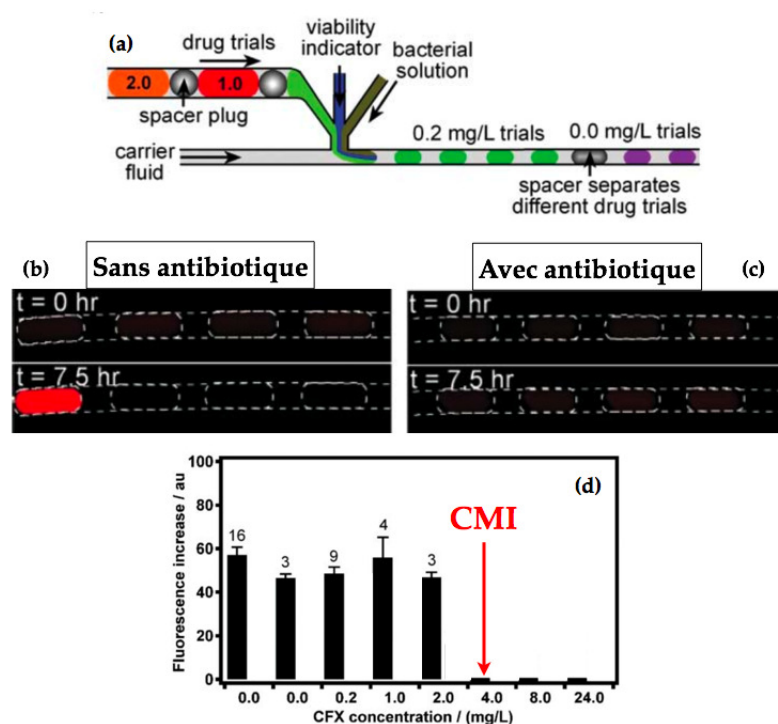 (a)
drug trials
viability
indicator
bacterial
solution
2.0
1.0
spacer plug
0.2 mg/L trials
0.0 mg/L trials
carrier
fluid
spacer separates
different drug trials
(b)
Sans antibiotique
Avec antibiotique
(c)
t = 0 hr
t = 7.5 hr
t = 0 hr
t = 7.5 hr
(d)
Fluorescence increase / au
100
80
60
40
20
0
16
3
9
4
3
CMI
0.0 0.0 0.2 1.0 2.0 4.0 8.0 24.0
CFX concentration / (mg/L)